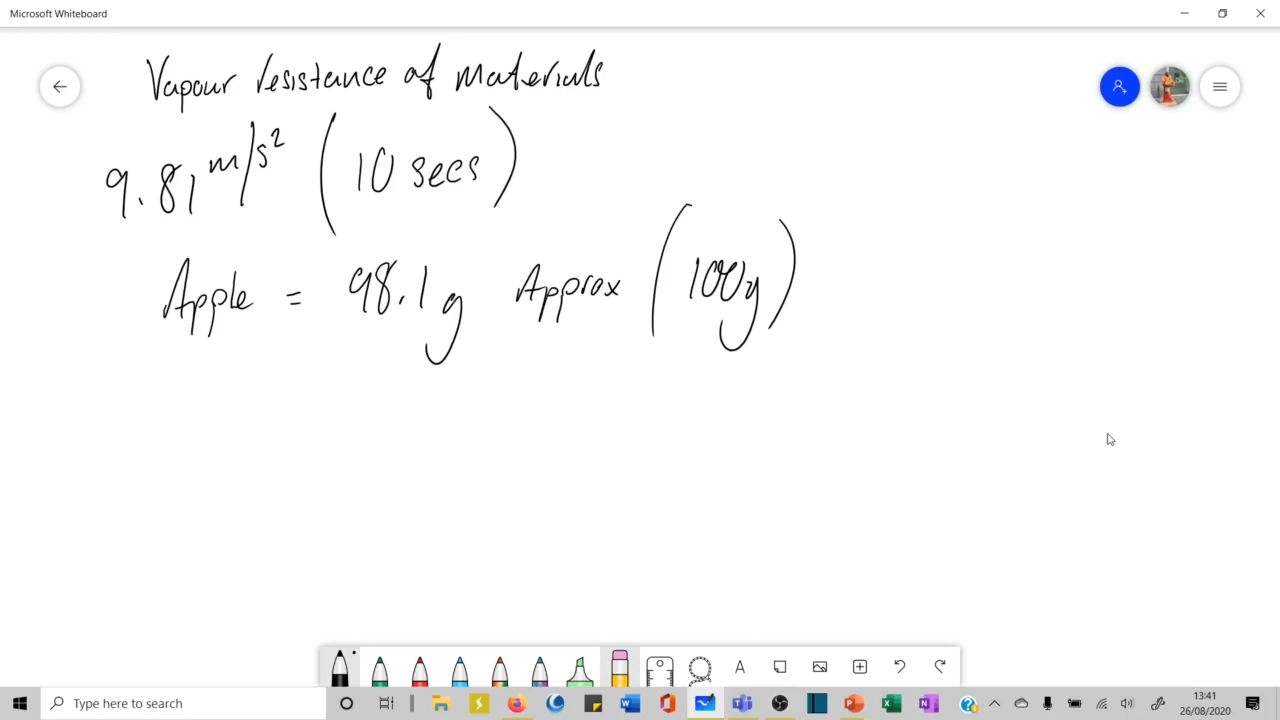 Microsoft Whiteboard
Vapour resistance of materials
9.81 m/s² (10 secs)
Apple = 98.1g Approx (100g)
Type here to search
13:41
26/08/2020